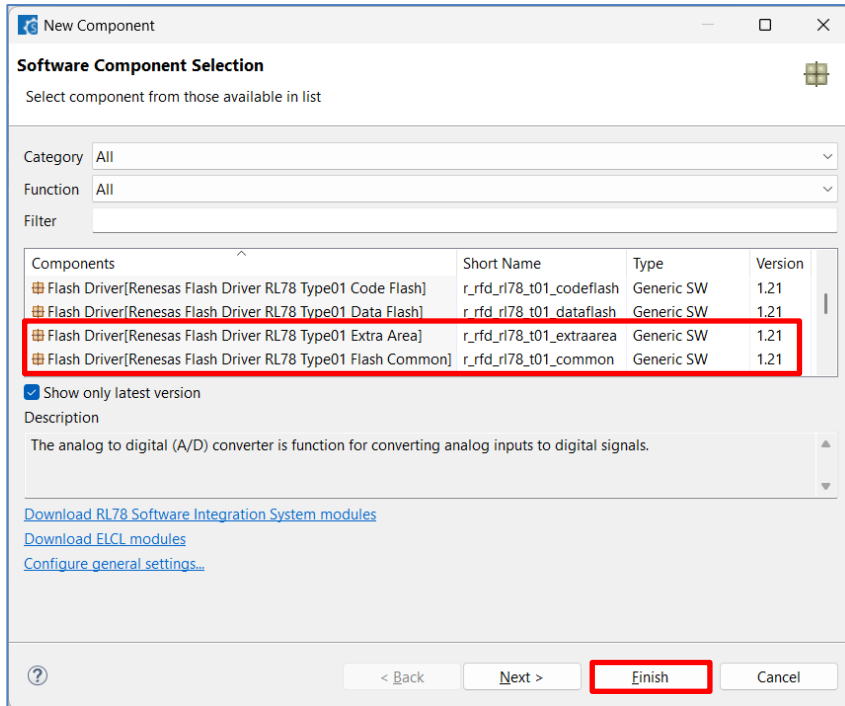 New Component
Software Component Selection
Select component from those available in list
Category All
Function All
Filter
Components Short Name Type Version
Flash Driver[Renesas Flash Driver RL78 Type01 Code Flash] r_rfd_rl78_t01_codeflash Generic SW 1.21
Flash Driver[Renesas Flash Driver RL78 Type01 Data Flash] r_rfd_rl78_t01_dataflash Generic SW 1.21
Flash Driver[Renesas Flash Driver RL78 Type01 Extra Area] r_rfd_rl78_t01_extraarea Generic SW 1.21
Flash Driver[Renesas Flash Driver RL78 Type01 Flash Common] r_rfd_rl78_t01_common Generic SW 1.21
Show only latest version
Description
The analog to digital (A/D) converter is function for converting analog inputs to digital signals.
Download RL78 Software Integration System modules
Download ELCL modules
Configure general settings...
? < Back Next > Finish Cancel